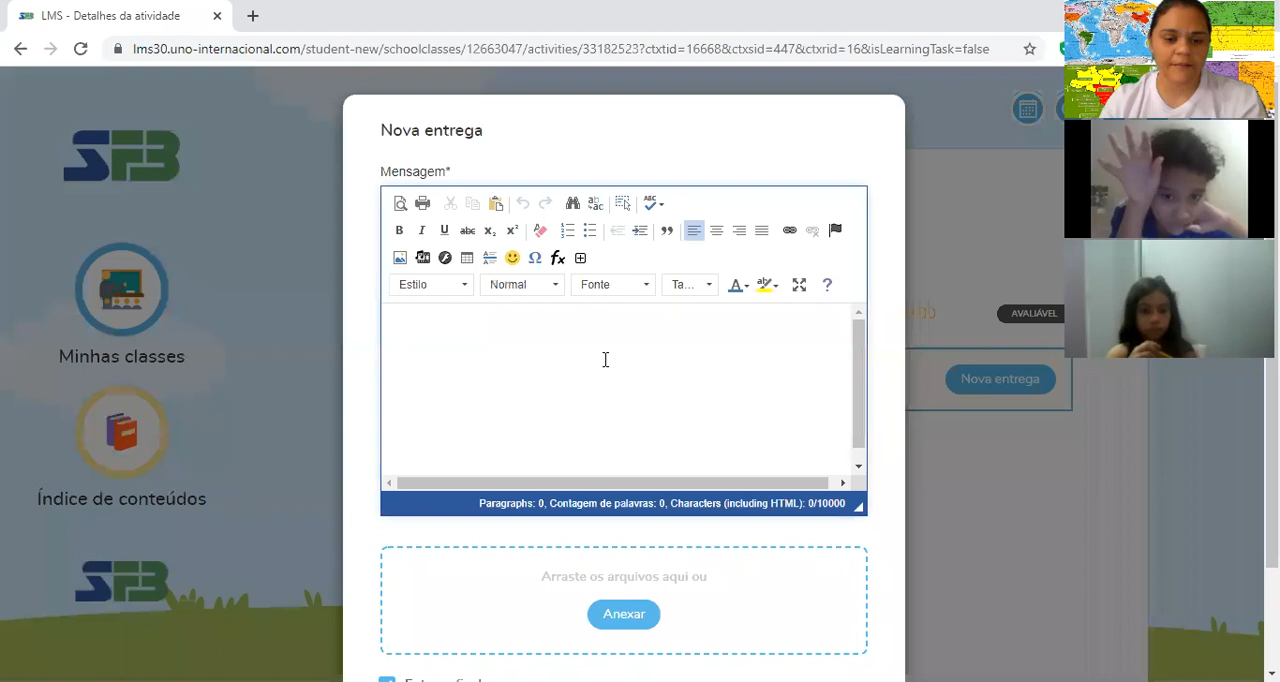 LMS - Detalhes da atividade
lms30.uno-internacional.com/student-new/schoolclasses/12663047/activities/33182523?ctxtid=16668&ctxsid=447&ctxrid=16&isLearningTask=false
SFB
Minhas classes
Índice de conteúdos
SFB
Nova entrega
Mensagem*
Estilo Normal Fonte Ta...
Paragraphs: 0, Contagem de palavras: 0, Characters (including HTML): 0/10000
Arraste os arquivos aqui ou
Anexar
AVALIÁVEL
Nova entrega